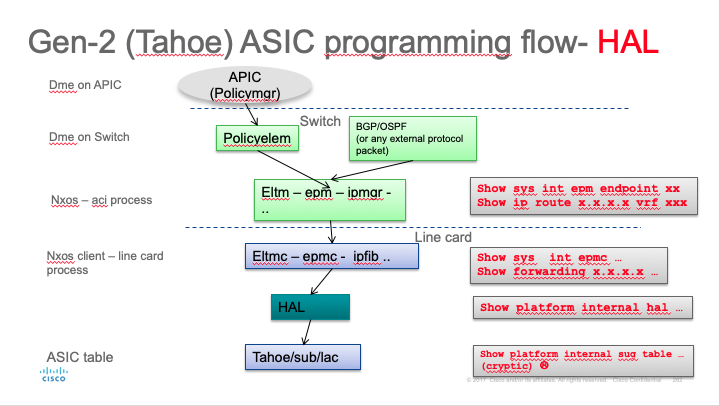 Gen-2 (Tahoe) ASIC programming flow- HAL
Dme on APIC
APIC
(Policymgr)
Switch
Dme on Switch
Policyelem
BGP/OSPF
(or any external protocol
packet)
Nxos – aci process
Eltm – epm – ipmgr -
..
Show sys int epm endpoint xx
Show ip route x.x.x.x vrf xxx
Line card
Nxos client – line card
process
Eltmc – epmc - ipfib ..
Show sys int epmc …
Show forwarding x.x.x.x …
HAL
Show platform internal hal …
ASIC table
Tahoe/sub/lac
Show platform internal sug table …
(cryptic) ☹
CISCO
© 2017 Cisco and/or its affiliates. All rights reserved. Cisco Confidential 262